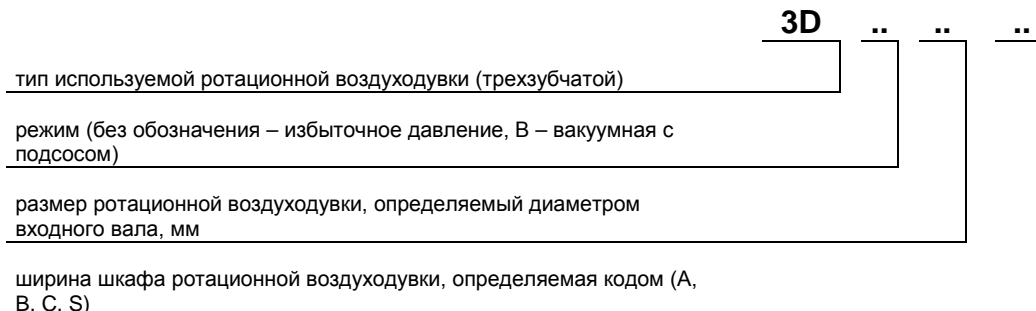 3D .. .. ..
тип используемой ротационной воздуходувки (трехзубчатой)
режим (без обозначения – избыточное давление, В – вакуумная с
подсосом)
размер ротационной воздуходувки, определяемый диаметром
входного вала, мм
ширина шкафа ротационной воздуходувки, определяемая кодом (A,
B, C, S)